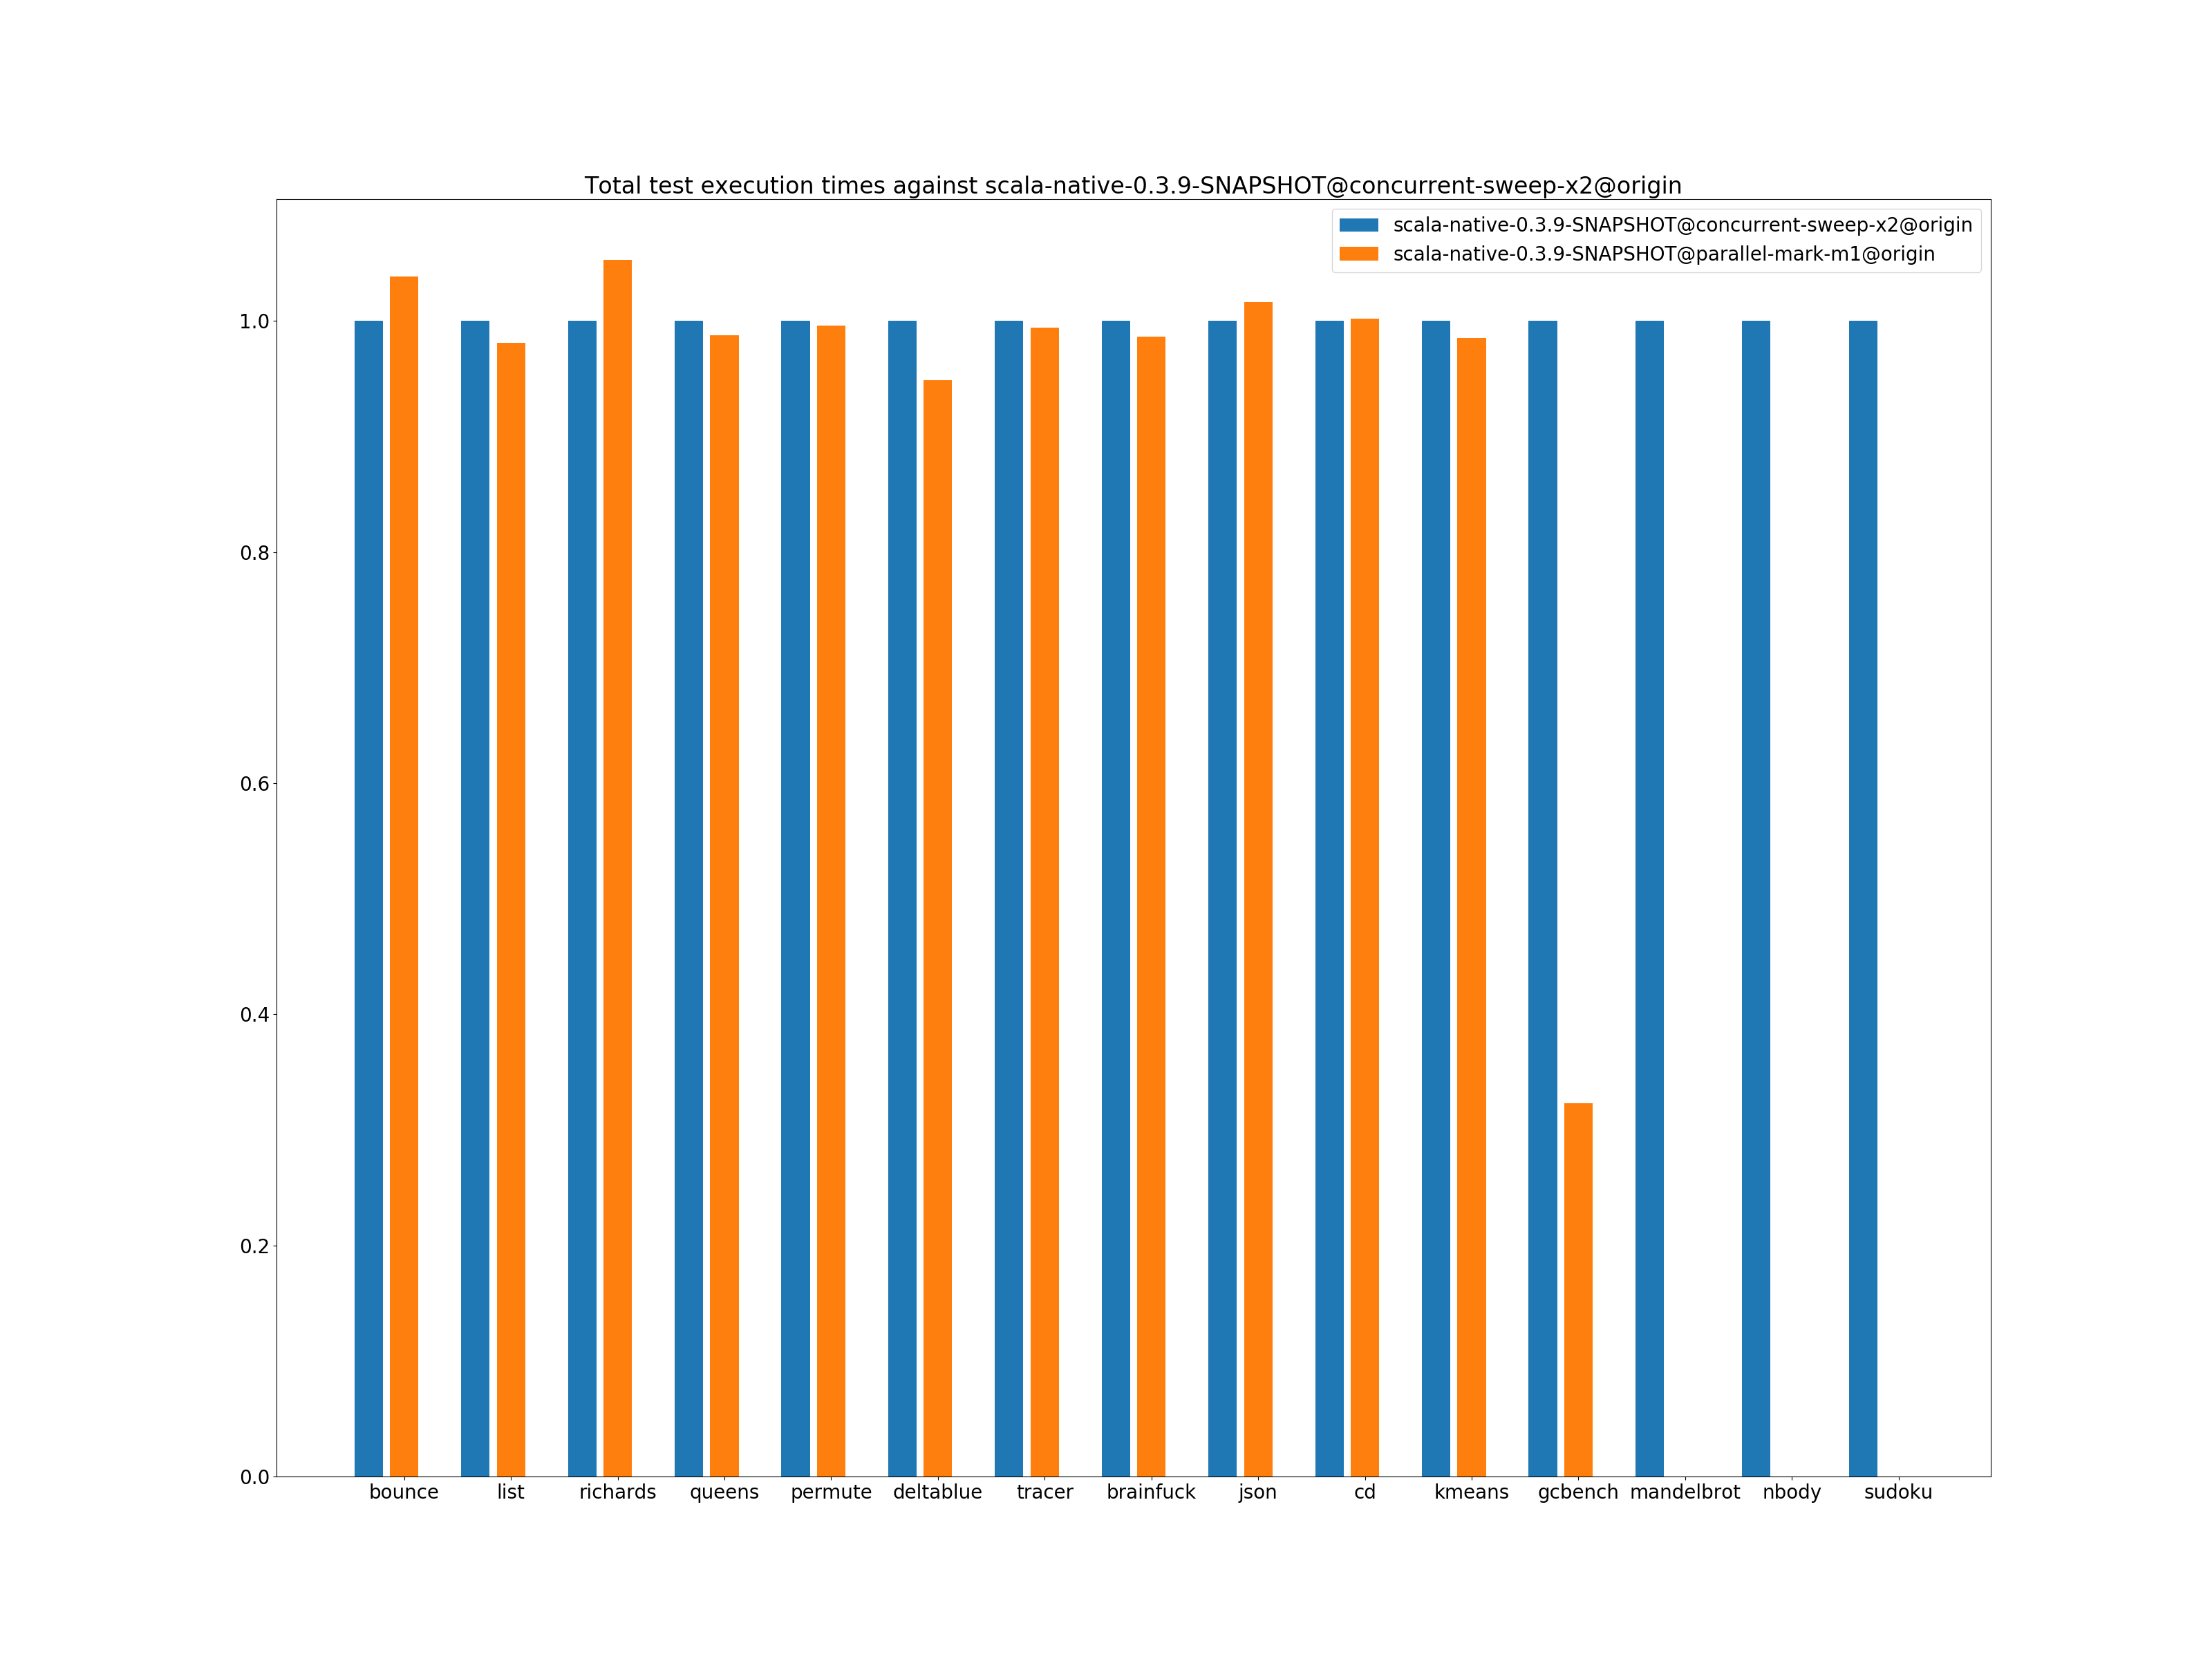 Total test execution times against scala-native-0.3.9-SNAPSHOT@concurrent-sweep-x2@origin
scala-native-0.3.9-SNAPSHOT@concurrent-sweep-x2@origin
scala-native-0.3.9-SNAPSHOT@parallel-mark-m1@origin
1.0
0.8
0.6
0.4
0.2
0.0
bounce list richards queens permute deltablue tracer brainfuck json cd kmeans gcbench mandelbrot nbody sudoku